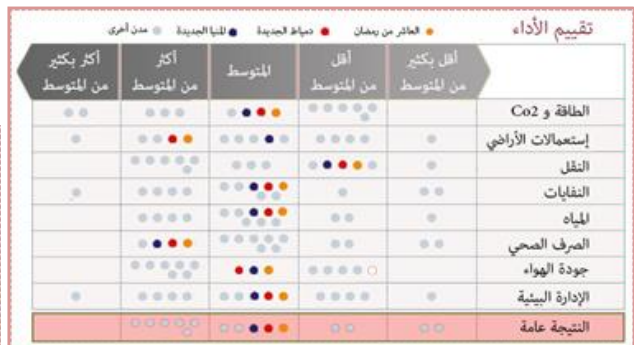 تقييم الأداء
العاشر من رمضان دمياط الجديدة المنيا الجديدة مدن أخرى
أقل بكثير من المتوسط
أقل من المتوسط
المتوسط
أكثر من المتوسط
أكثر بكثير من المتوسط
الطاقة و Co2
إستعمالات الأراضي
النقل
النفايات
المياه
الصرف الصحي
جودة الهواء
الإدارة البيئية
النتيجة عامة